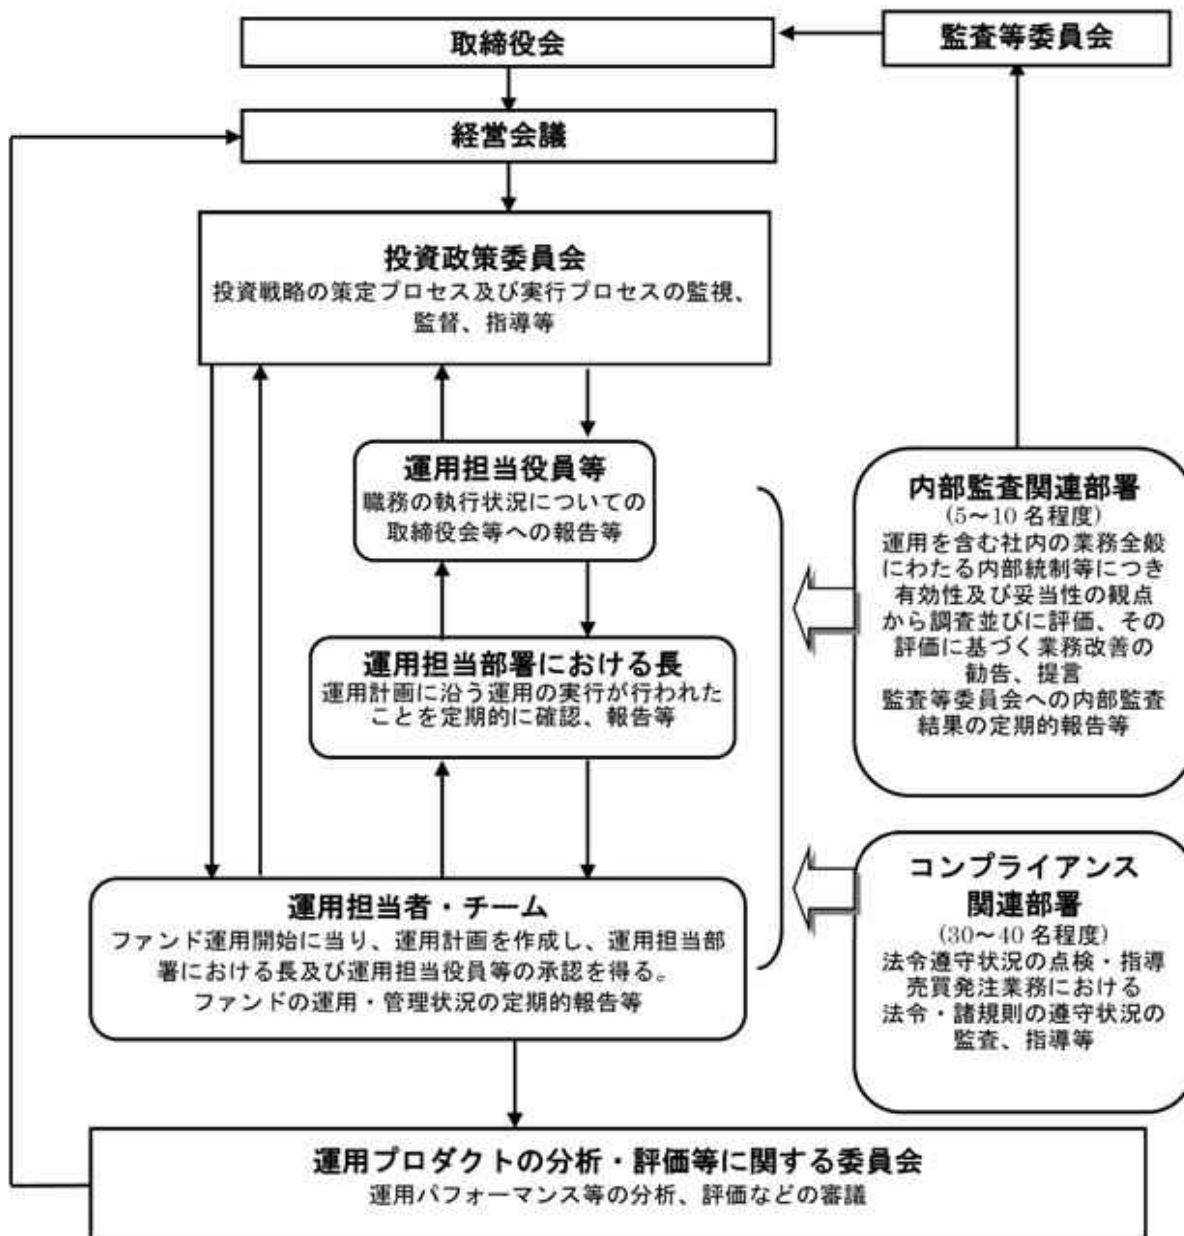 取締役会
監査等委員会
経営会議
投資政策委員会
投資戦略の策定プロセス及び実行プロセスの監視、
監督、指導等
運用担当役員等
職務の執行状況についての
取締役会等への報告等
運用担当部署における長
運用計画に沿う運用の実行が行われた
ことを定期的に確認、報告等
運用担当者・チーム
ファンド運用開始に当り、運用計画を作成し、運用担当部
署における長及び運用担当役員等の承認を得る。
ファンドの運用・管理状況の定期的報告等
内部監査関連部署
(5～10 名程度)
運用を含む社内の業務全般
にわたる内部統制等につき
有効性及び妥当性の観点
から調査並びに評価、その
評価に基づく業務改善の
勧告、提言
監査等委員会への内部監査
結果の定期的報告等
コンプライアンス
関連部署
(30～40 名程度)
法令遵守状況の点検・指導
売買発注業務における
法令・諸規則の遵守状況の
監査、指導等
運用プロダクトの分析・評価等に関する委員会
運用パフォーマンス等の分析、評価などの審議